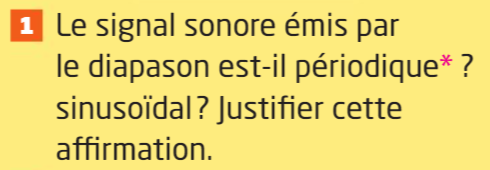 1 Le signal sonore émis par
le diapason est-il périodique* ?
sinusoïdal ? Justifier cette
affirmation.